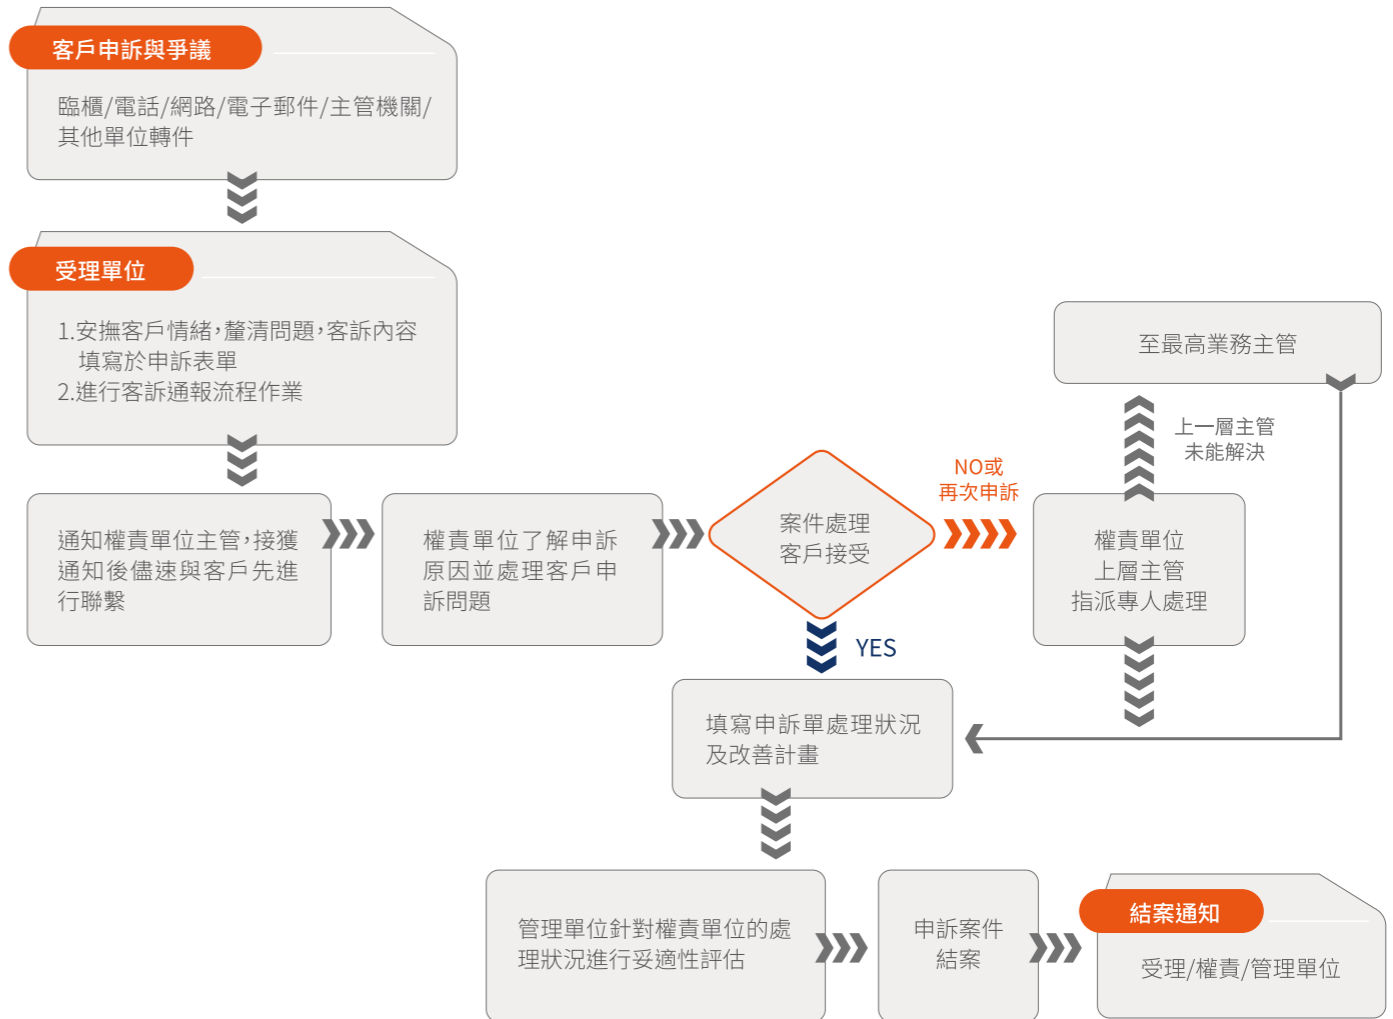 客戶申訴與爭議
臨櫃/電話/網路/電子郵件/主管機關/
其他單位轉件
受理單位
1.安撫客戶情緒，釐清問題，客訴內容
填寫於申訴表單
2.進行客訴通報流程作業
通知權責單位主管，接獲
通知後儘速與客戶先進
行聯繫
權責單位了解申訴
原因並處理客戶申
訴問題
案件處理
客戶接受
NO或
再次申訴
YES
權責單位
上層主管
指派專人處理
上一層主管
未能解決
至最高業務主管
填寫申訴單處理狀況
及改善計畫
管理單位針對權責單位的處
理狀況進行妥適性評估
申訴案件
結案
結案通知
受理/權責/管理單位